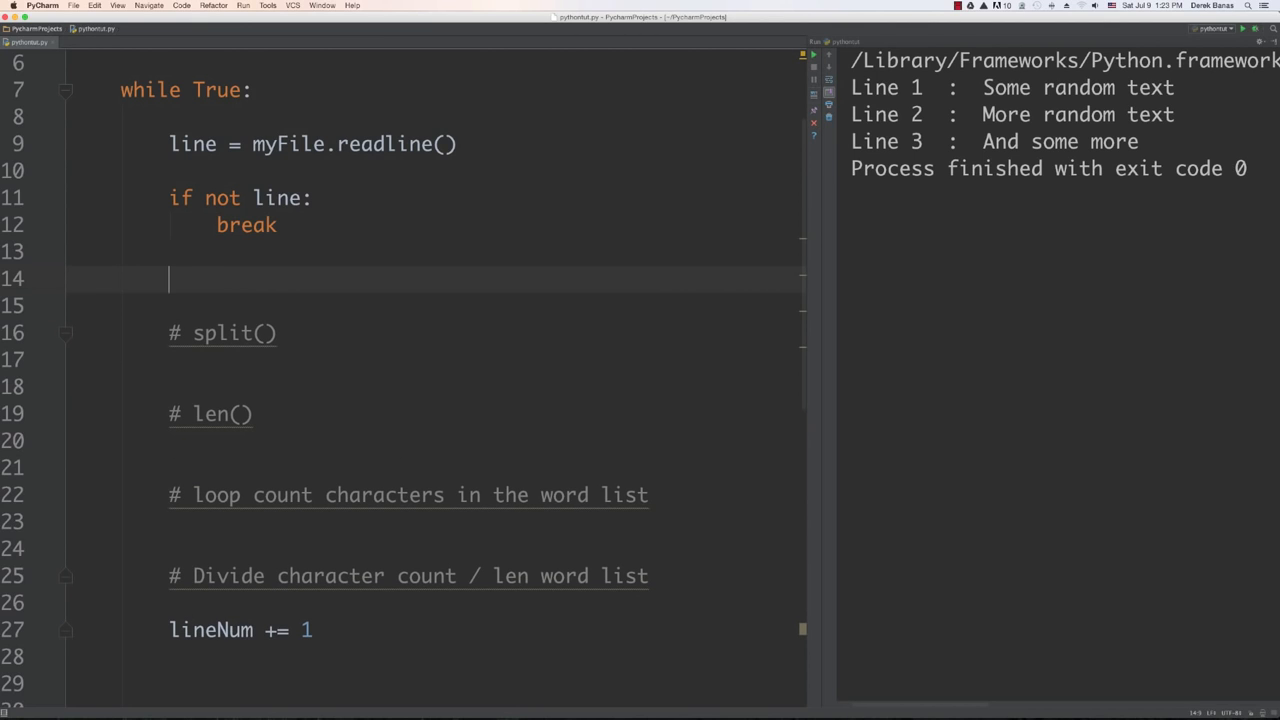 PyCharm File Edit View Navigate Code Refactor Run Tools VCS Window Help 10 Sat Jul 9 1:23 PM Derek Banas
pythontut.py - PycharmProjects - [~/PycharmProjects]
PycharmProjects pythontut.py pythontut
pythontut.py
Run pythontut
6
7 while True:
8
9 line = myFile.readline()
10
11 if not line:
12 break
13
14
15
16 # split()
17
18
19 # len()
20
21
22 # loop count characters in the word list
23
24
25 # Divide character count / len word list
26
27 lineNum += 1
28
29
/Library/Frameworks/Python.framework
Line 1 : Some random text
Line 2 : More random text
Line 3 : And some more
Process finished with exit code 0
14:5 LF÷ UTF-8÷